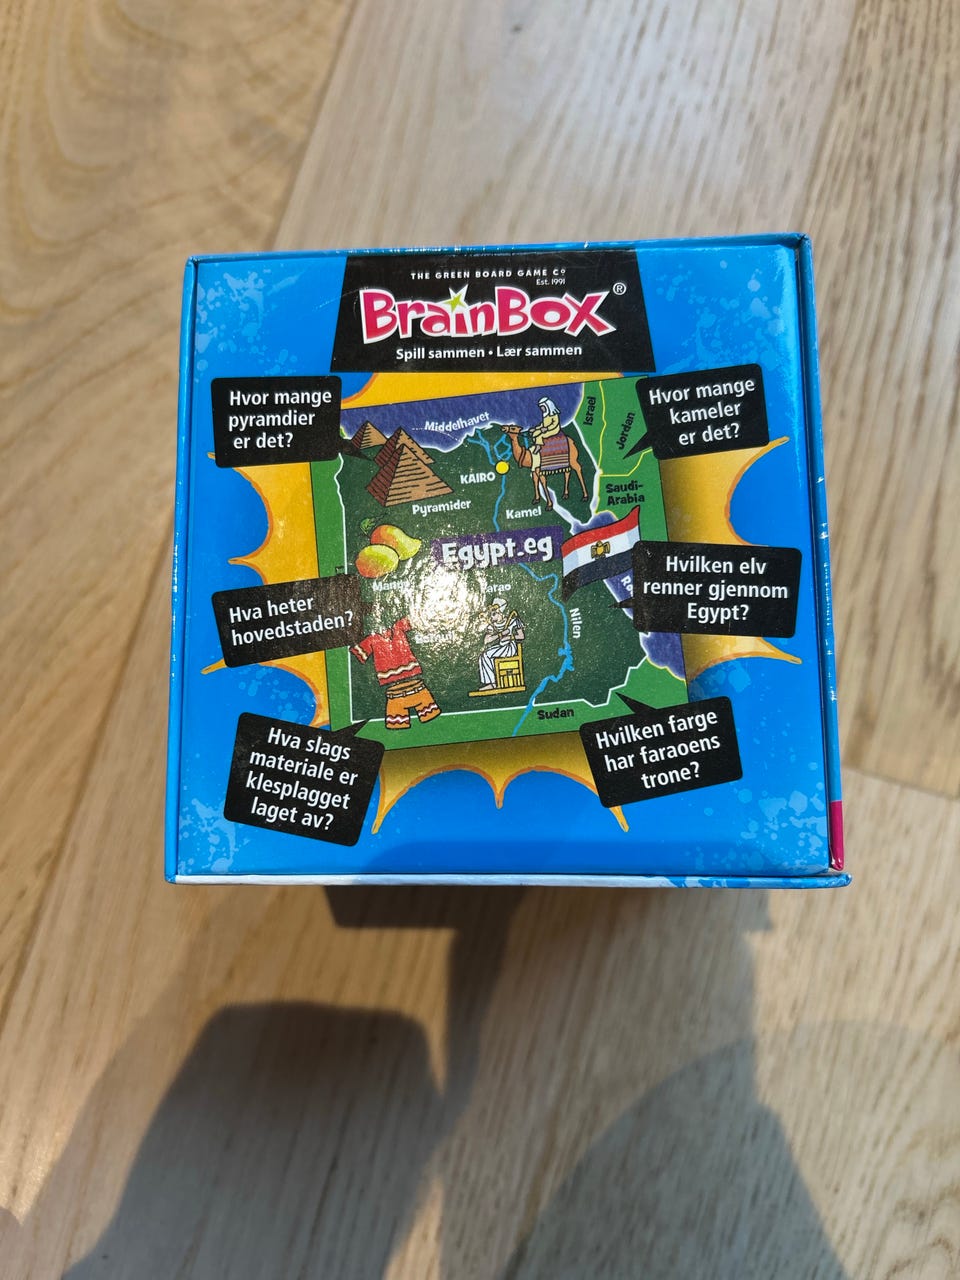 THE GREEN BOARD GAME Cº
Est. 1991
BrainBox®
Spill sammen • Lær sammen
Hvor mange
pyramdier
er det?
Hvor mange
kameler
er det?
Middelhavet
Israel
Jordan
KAIRO
Saudi-
Arabia
Pyramider
Kamel
Egypt.eg
Hvilken elv
renner gjennom
Egypt?
Hva heter
hovedstaden?
Nilen
Sudan
Hva slags
materiale er
klesplagget
laget av?
Hvilken farge
har faraoens
trone?